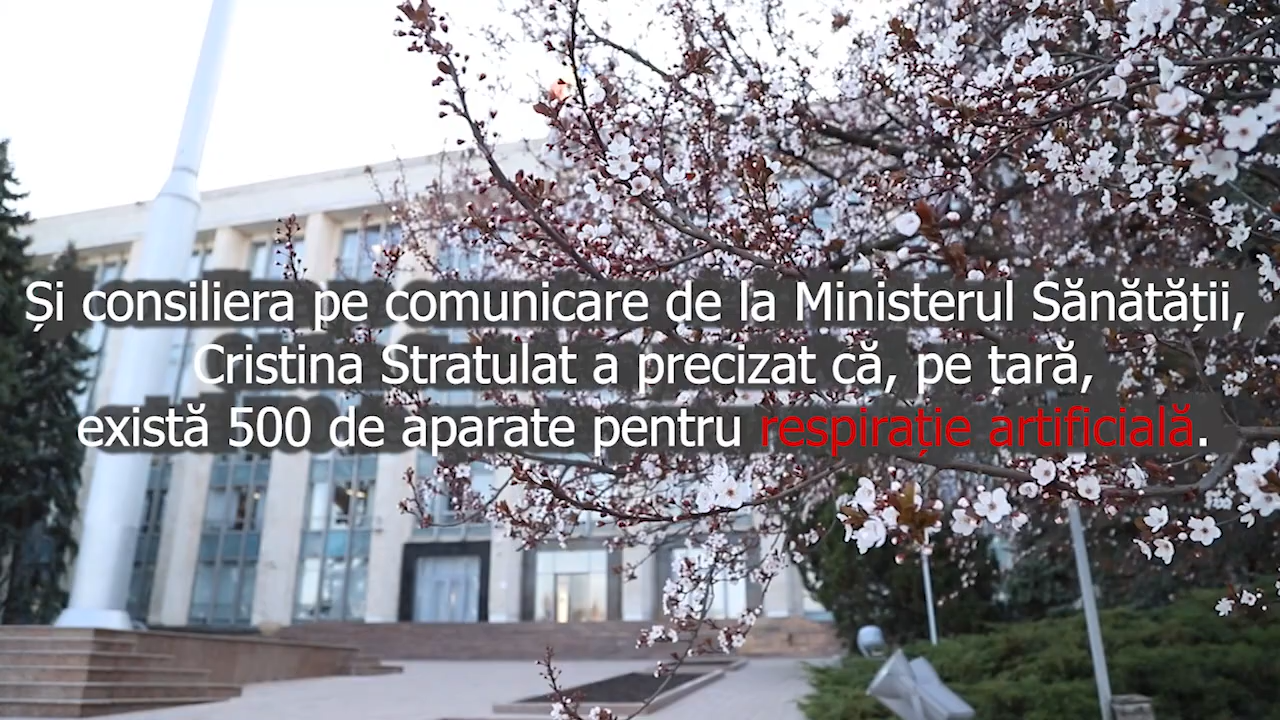 Și consiliera pe comunicare de la Ministerul Sănătății,
Cristina Stratulat a precizat că, pe țară,
există 500 de aparate pentru respirație artificială.